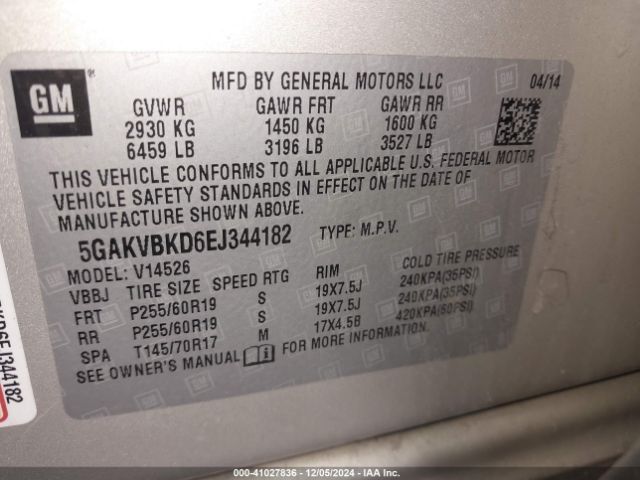 GM
®
MFD BY GENERAL MOTORS LLC 04/14
GVWR GAWR FRT GAWR RR
2930 KG 1450 KG 1600 KG
6459 LB 3196 LB 3527 LB
THIS VEHICLE CONFORMS TO ALL APPLICABLE U.S. FEDERAL MOTOR
VEHICLE SAFETY STANDARDS IN EFFECT ON THE DATE OF
MANUFACTURE SHOWN ABOVE.
5GAKVBKD6EJ344182 TYPE: M.P.V.
MODEL: V14526
VBBJ TIRE SIZE SPEED RTG RIM COLD TIRE PRESSURE
FRT P255/60R19 S 19X7.5J 240KPA(35PSI)
RR P255/60R19 S 19X7.5J 240KPA(35PSI)
SPA T145/70R17 M 17X4.5B 420KPA(60PSI)
SEE OWNER'S MANUAL FOR MORE INFORMATION.
KD6EJ344182
000-41027836 - 12/05/2024 - IAA Inc.